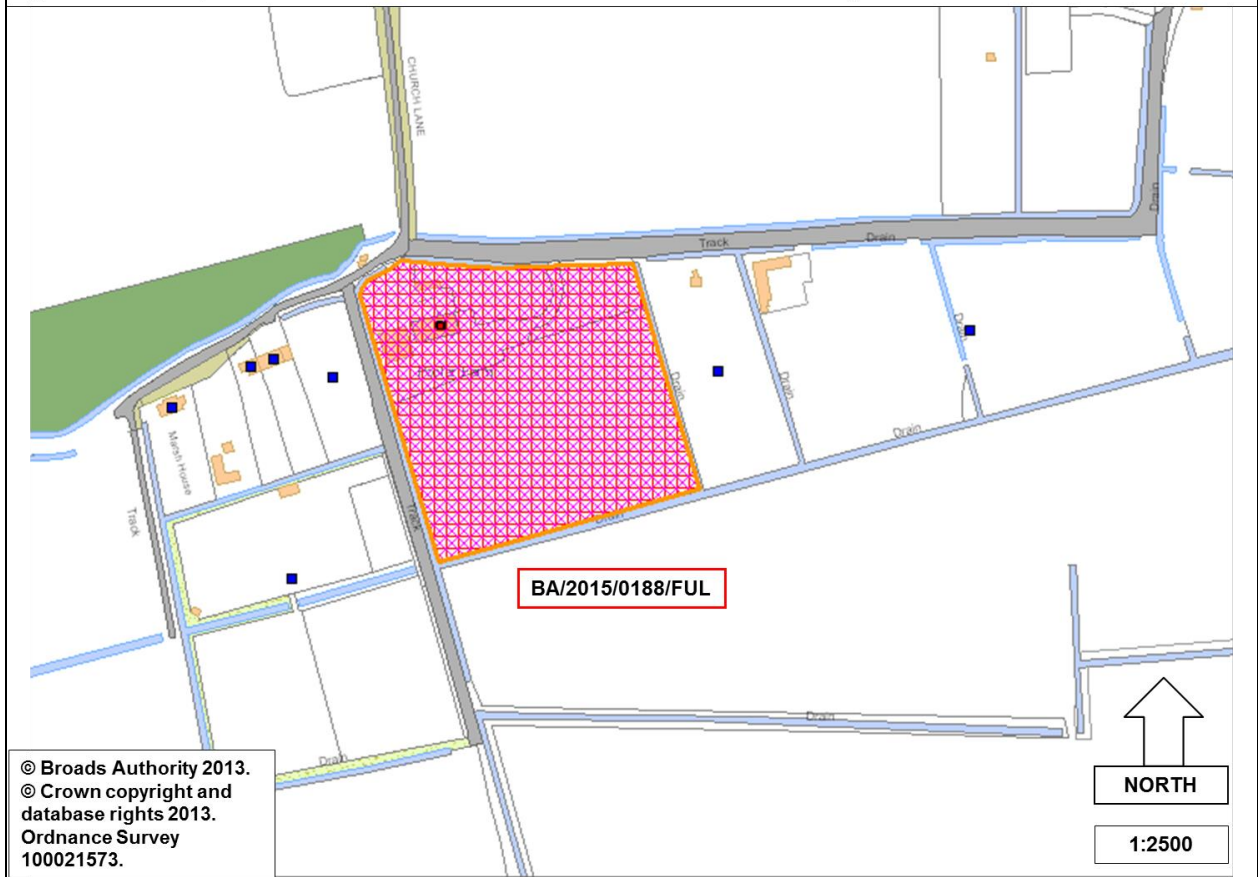 CHURCH LANE
Track
Drain
Drain
Drain
Drain
Drain
Drain
Marsh House
Track
Track
Drain
BA/2015/0188/FUL
Drain
Drain
NORTH
1:2500
© Broads Authority 2013.
© Crown copyright and
database rights 2013.
Ordnance Survey
100021573.